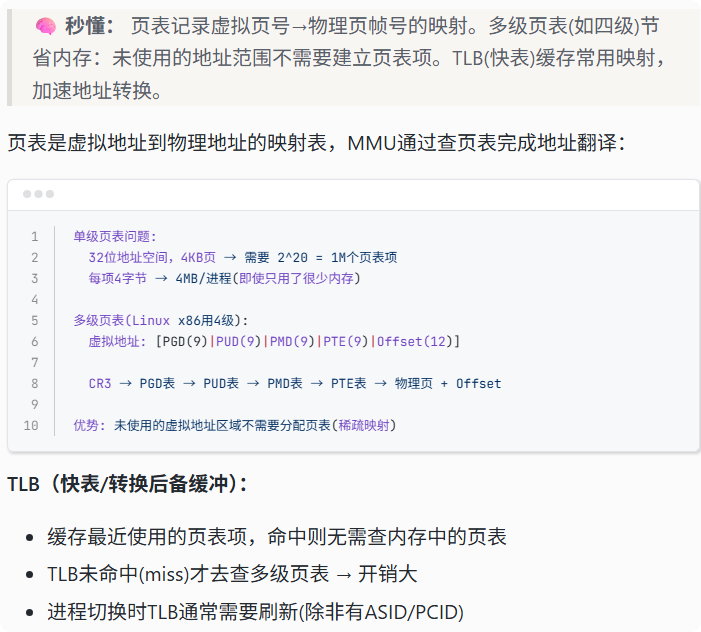 🧠 秒懂： 页表记录虚拟页号→物理页帧号的映射。多级页表(如四级)节
省内存：未使用的地址范围不需要建立页表项。TLB(快表)缓存常用映射，
加速地址转换。
页表是虚拟地址到物理地址的映射表，MMU通过查页表完成地址翻译：
1 单级页表问题:
2   32位地址空间，4KB页 → 需要 2^20 = 1M个页表项
3   每项4字节 → 4MB/进程(即使只用了很少内存)
4
5 多级页表(Linux x86用4级):
6   虚拟地址: [PGD(9)|PUD(9)|PMD(9)|PTE(9)|Offset(12)]
7
8   CR3 → PGD表 → PUD表 → PMD表 → PTE表 → 物理页 + Offset
9
10 优势: 未使用的虚拟地址区域不需要分配页表(稀疏映射)
TLB（快表/转换后备缓冲）：
• 缓存最近使用的页表项，命中则无需查内存中的页表
• TLB未命中(miss)才去查多级页表 → 开销大
• 进程切换时TLB通常需要刷新(除非有ASID/PCID)